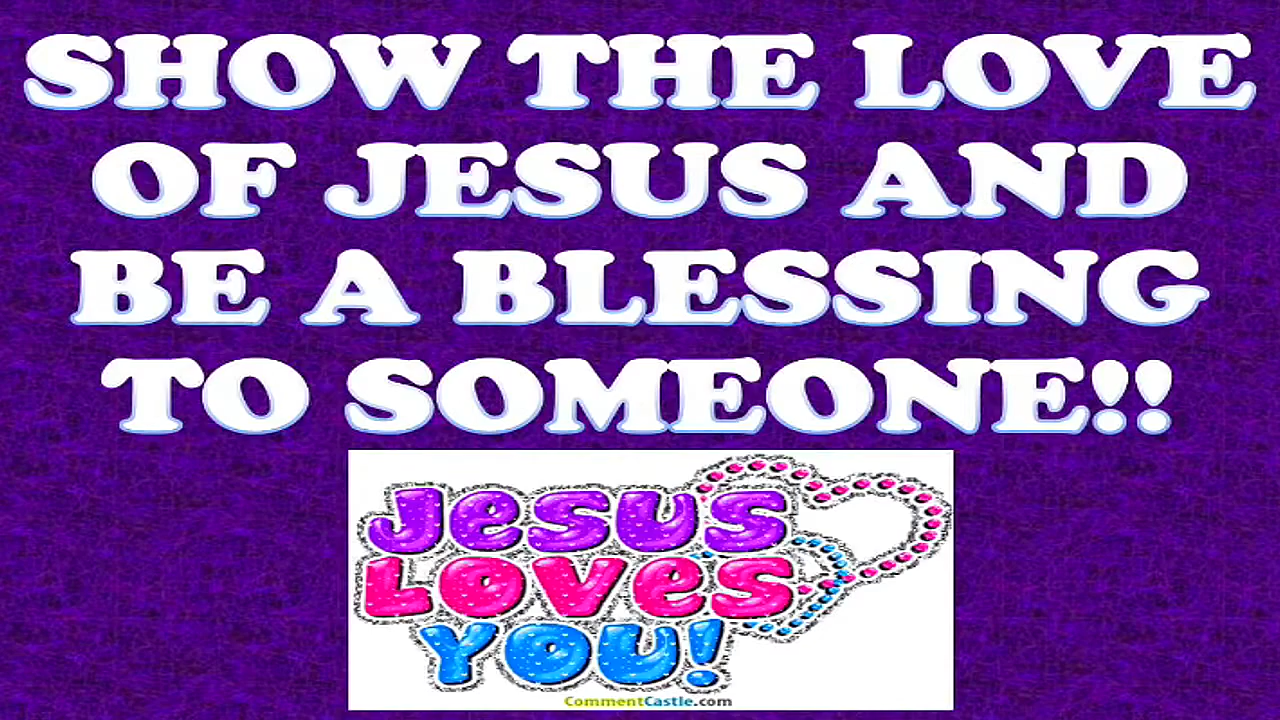 SHOW THE LOVE
OF JESUS AND
BE A BLESSING
TO SOMEONE!!
Jesus
Loves
You!
CommentCastle.com